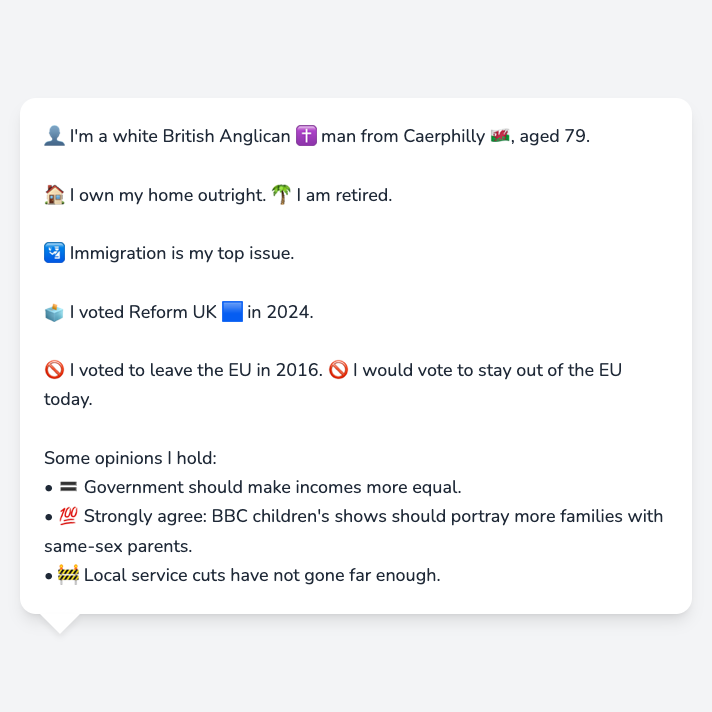 👤 I'm a white British Anglican ✝️ man from Caerphilly 🏴󠁧󠁢󠁷󠁬󠁳󠁿, aged 79.
🏠 I own my home outright. 🌴 I am retired.
🛂 Immigration is my top issue.
🗳️ I voted Reform UK 🟦 in 2024.
🚫 I voted to leave the EU in 2016. 🚫 I would vote to stay out of the EU
today.
Some opinions I hold:
• 🟰 Government should make incomes more equal.
• 💯 Strongly agree: BBC children's shows should portray more families with
same-sex parents.
• 🚧 Local service cuts have not gone far enough.